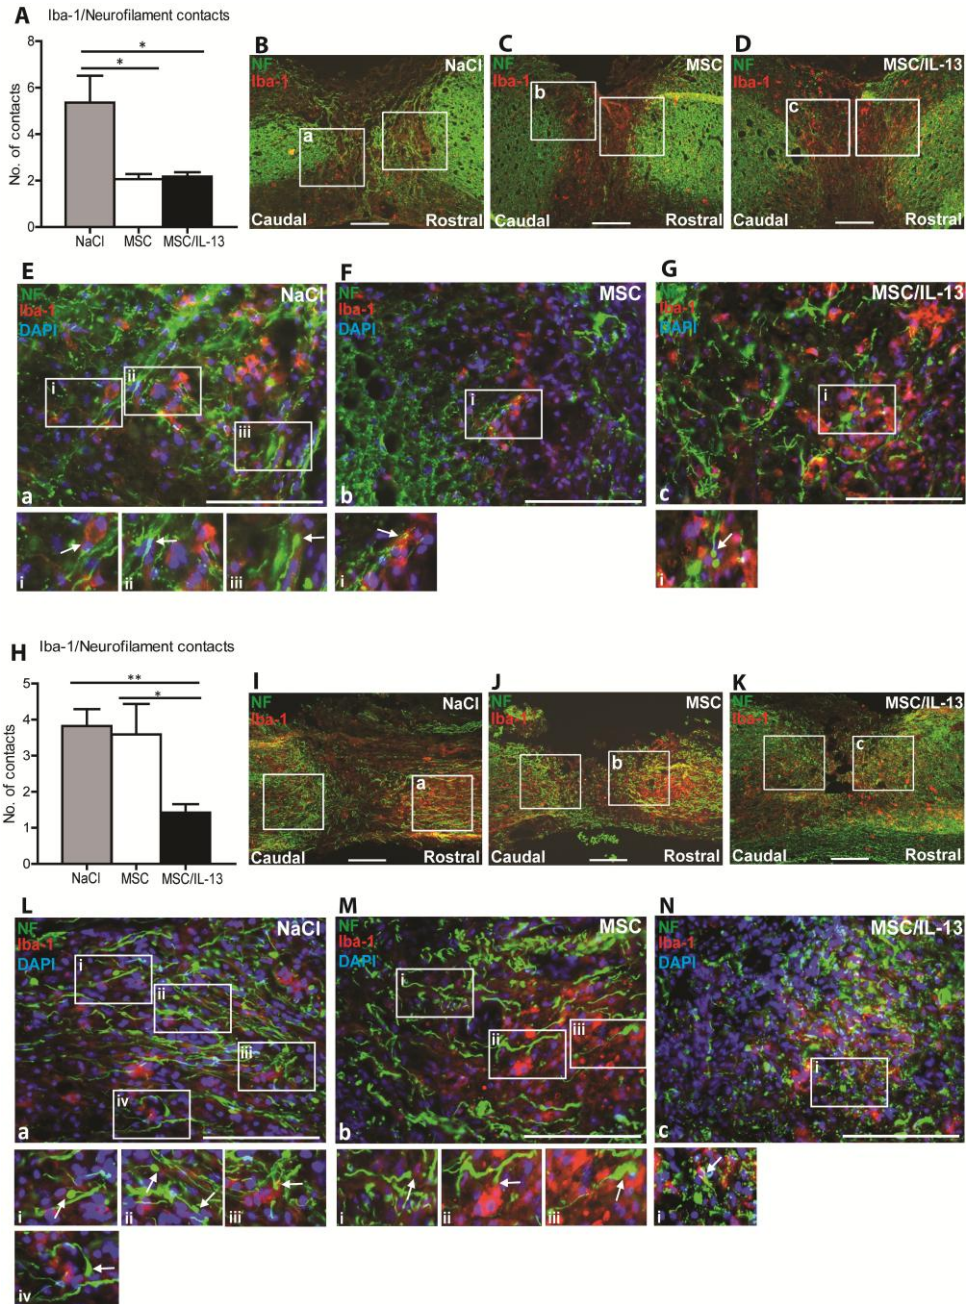 A Iba-1/Neurofilament contacts
No. of contacts
8
6
4
2
0
*
*
NaCl MSC MSC/IL-13
B
NF
Iba-1
NaCl
a
Caudal Rostral
C
NF
Iba-1
MSC
b
Caudal Rostral
D
NF
Iba-1
MSC/IL-13
c
Caudal Rostral
E
NF
Iba-1
DAPI
NaCl
i
ii
iii
a
i
ii
iii
F
NF
Iba-1
DAPI
MSC
i
b
i
G
NF
Iba-1
DAPI
MSC/IL-13
i
c
i
H Iba-1/Neurofilament contacts
No. of contacts
5
4
3
2
1
0
**
*
NaCl MSC MSC/IL-13
I
NF
Iba-1
NaCl
a
Caudal Rostral
J
NF
Iba-1
MSC
b
Caudal Rostral
K
NF
Iba-1
MSC/IL-13
c
Caudal Rostral
L
NF
Iba-1
DAPI
NaCl
i
ii
iii
iv
a
i
ii
iii
iv
M
NF
Iba-1
DAPI
MSC
i
ii
iii
b
i
ii
iii
N
NF
Iba-1
DAPI
MSC/IL-13
i
c
i